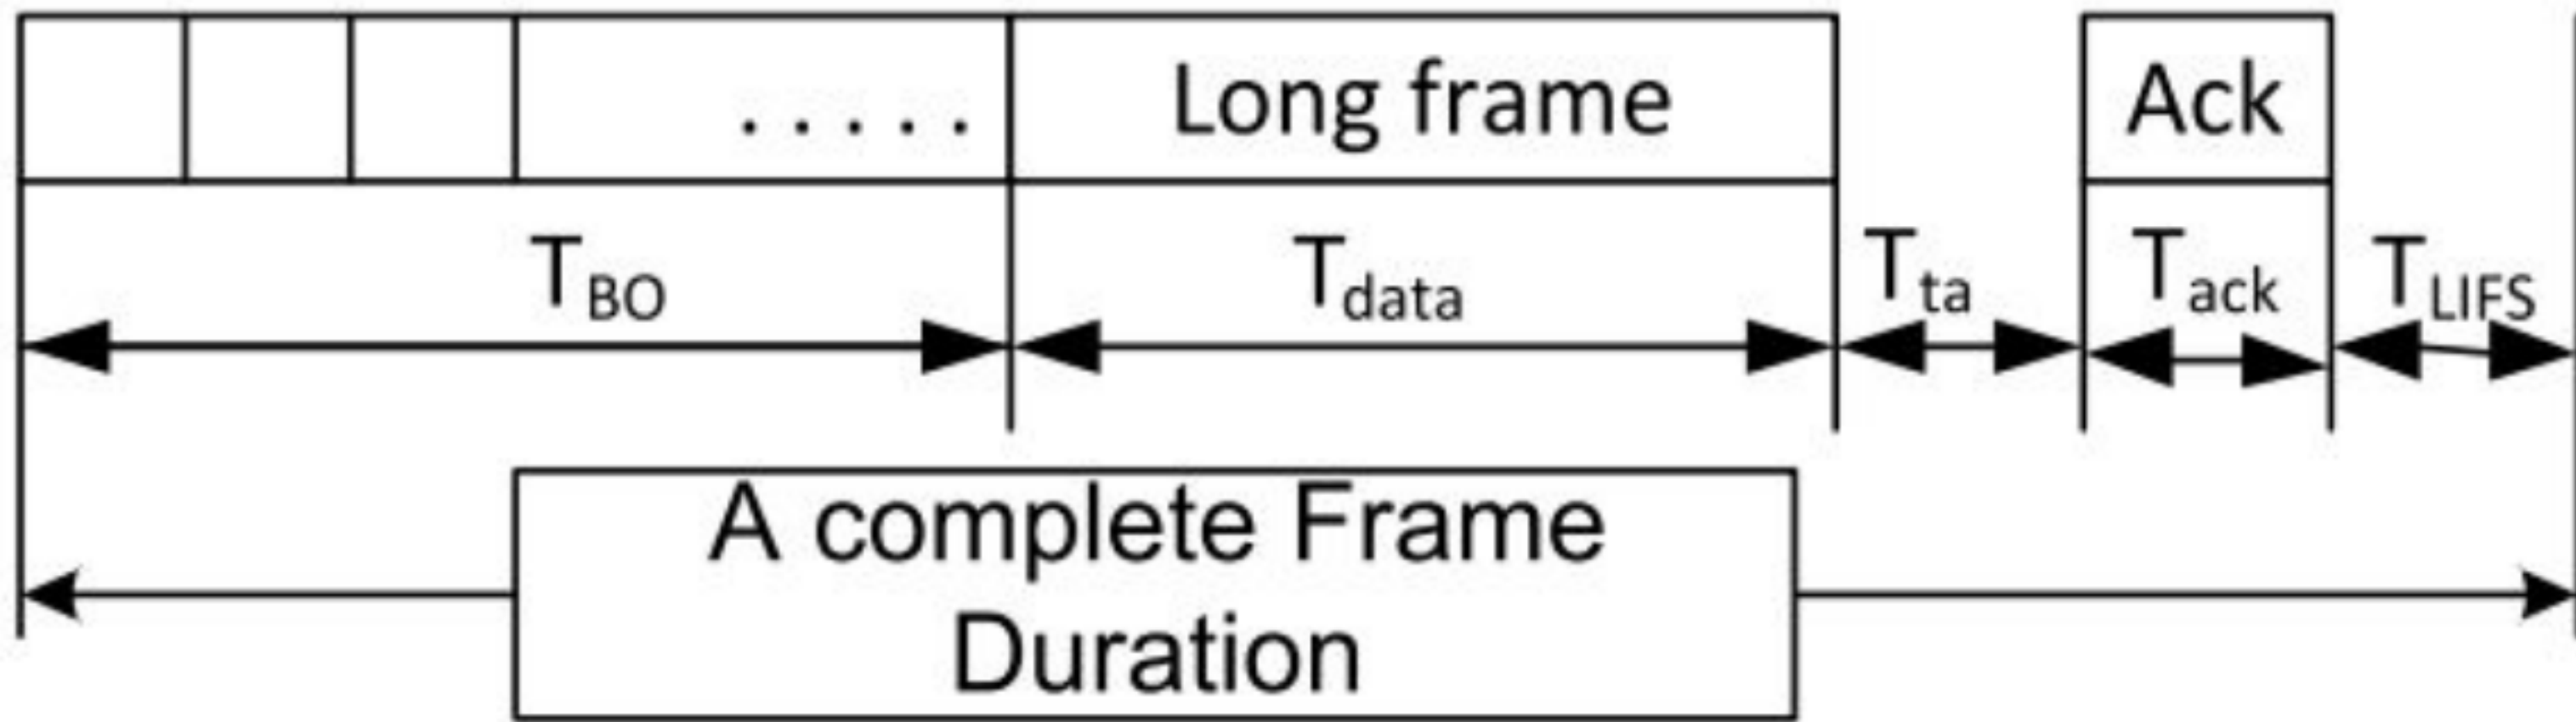 ..... Long frame Ack
T_BO T_data T_ta T_ack T_LIFS
A complete Frame
Duration